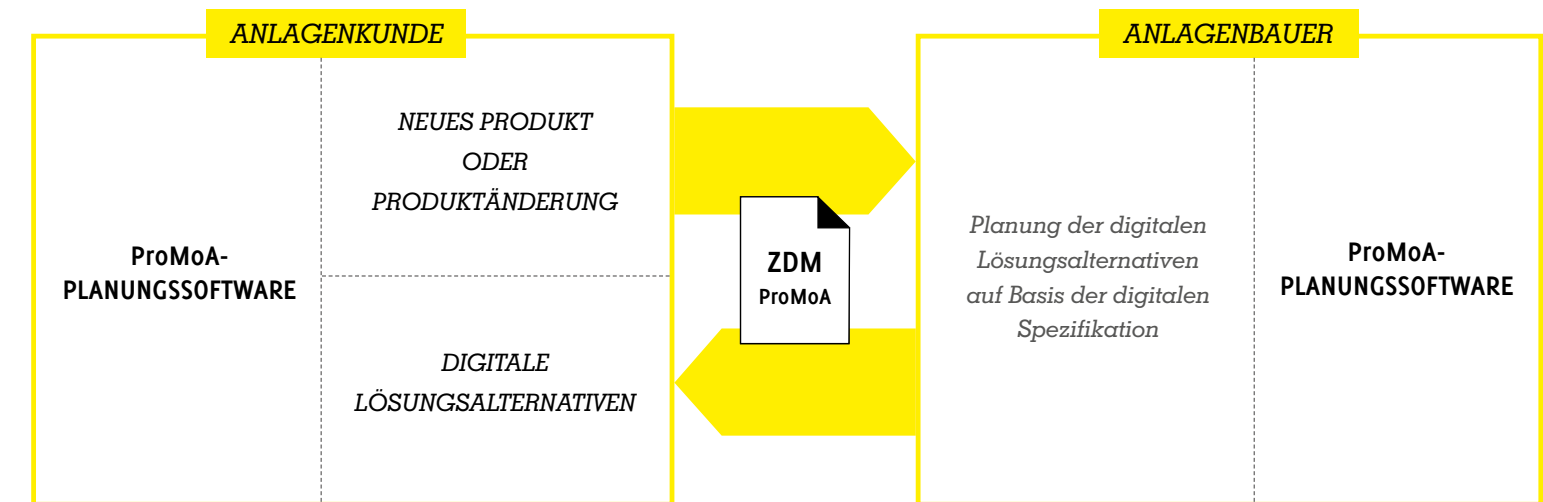 ANLAGENKUNDE
ProMoA-
PLANUNGSSOFTWARE
NEUES PRODUKT
ODER
PRODUKTÄNDERUNG
DIGITALE
LÖSUNGSALTERNATIVEN
ZDM
ProMoA
ANLAGENBAUER
Planung der digitalen
Lösungsalternativen
auf Basis der digitalen
Spezifikation
ProMoA-
PLANUNGSSOFTWARE